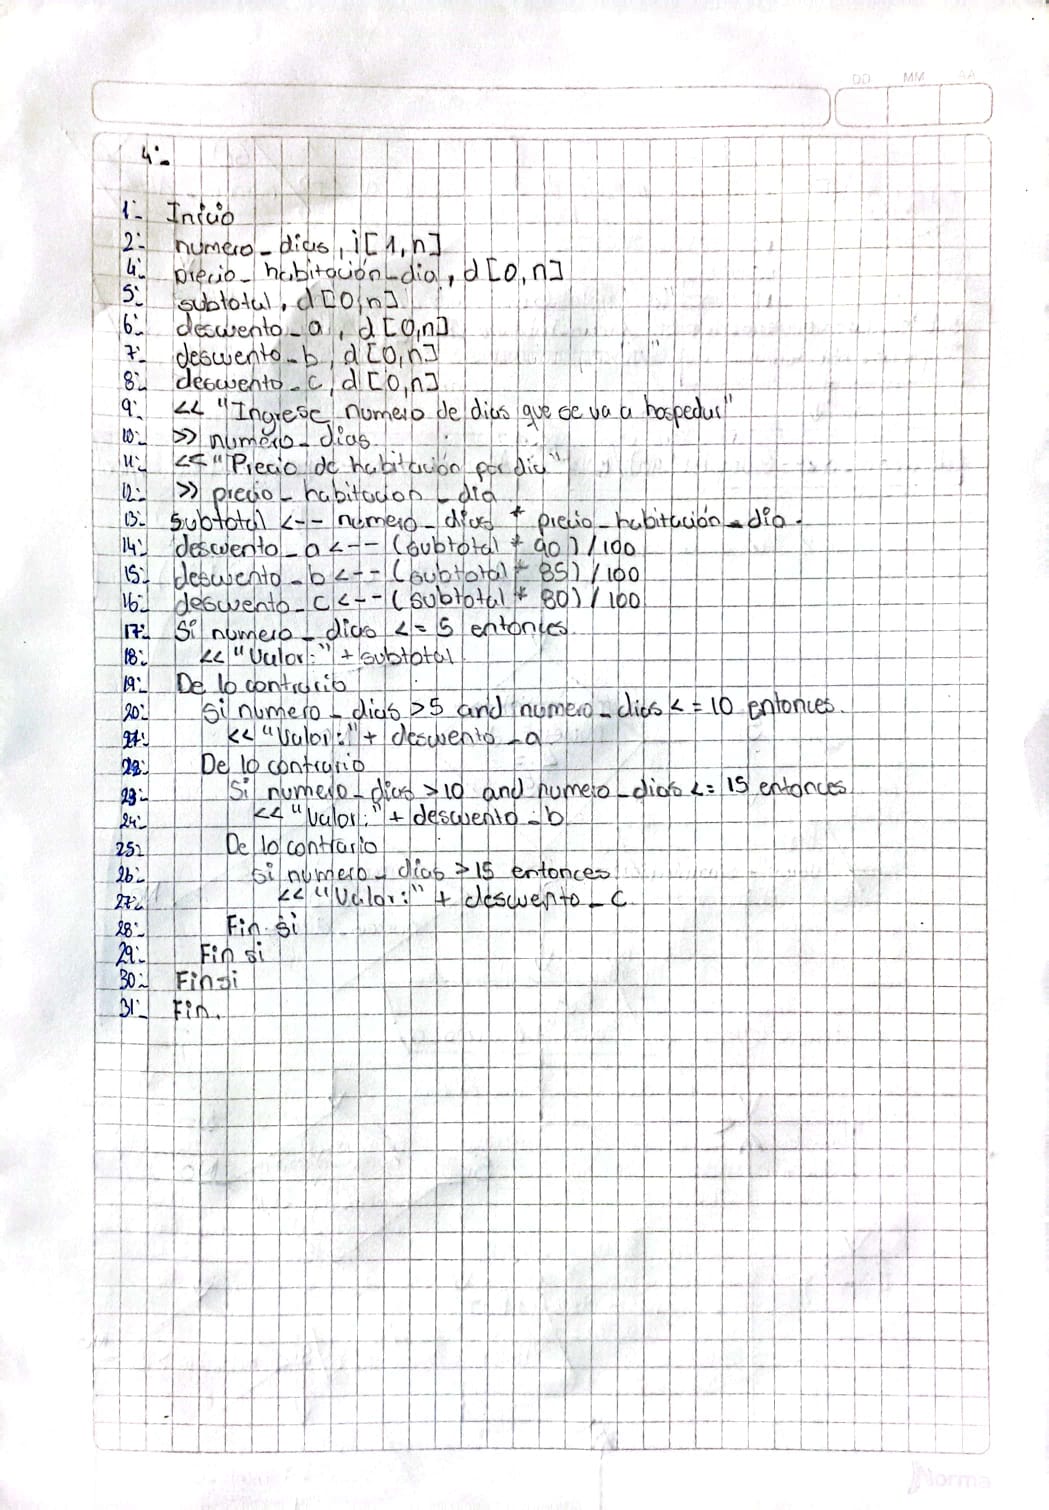 DD MM AA
4:-
1:- Inicio
2:- numero_dias, i[1,n]
4:- precio_habitación_dia, d[0,n]
5:- subtotal, d[0,n]
6:- descuento_a, d[0,n]
7:- descuento_b, d[0,n]
8:- descuento_c, d[0,n]
9:- << "Ingrese numero de dias que se va a hospedar"
10:- >> numero_dias
11:- << "Precio de habitación por dia"
12:- >> precio_habitacion_dia
13:- subtotal <-- numero_dias * precio_habitación_dia.
14:- descuento_a <-- (subtotal * 90)/100
15:- descuento_b <-- (subtotal * 85)/100
16:- descuento_c <-- (subtotal * 80)/100
17:- Si numero_dias <= 5 entonces
18:- << "Valor:" + subtotal
19:- De lo contrario
20:- si numero_dias >5 and numero_dias <= 10 entonces.
21:- << "Valor:" + descuento_a
22:- De lo contrario
23:- Si numero_dias >10 and numero_dias <= 15 entonces
24:- << "Valor:" + descuento_b
25:- De lo contrario
26:- si numero_dias >15 entonces
27:- << "Valor:" + descuento_c
28:- Fin si
29:- Fin si
30:- Fin si
31:- Fin.
Norma